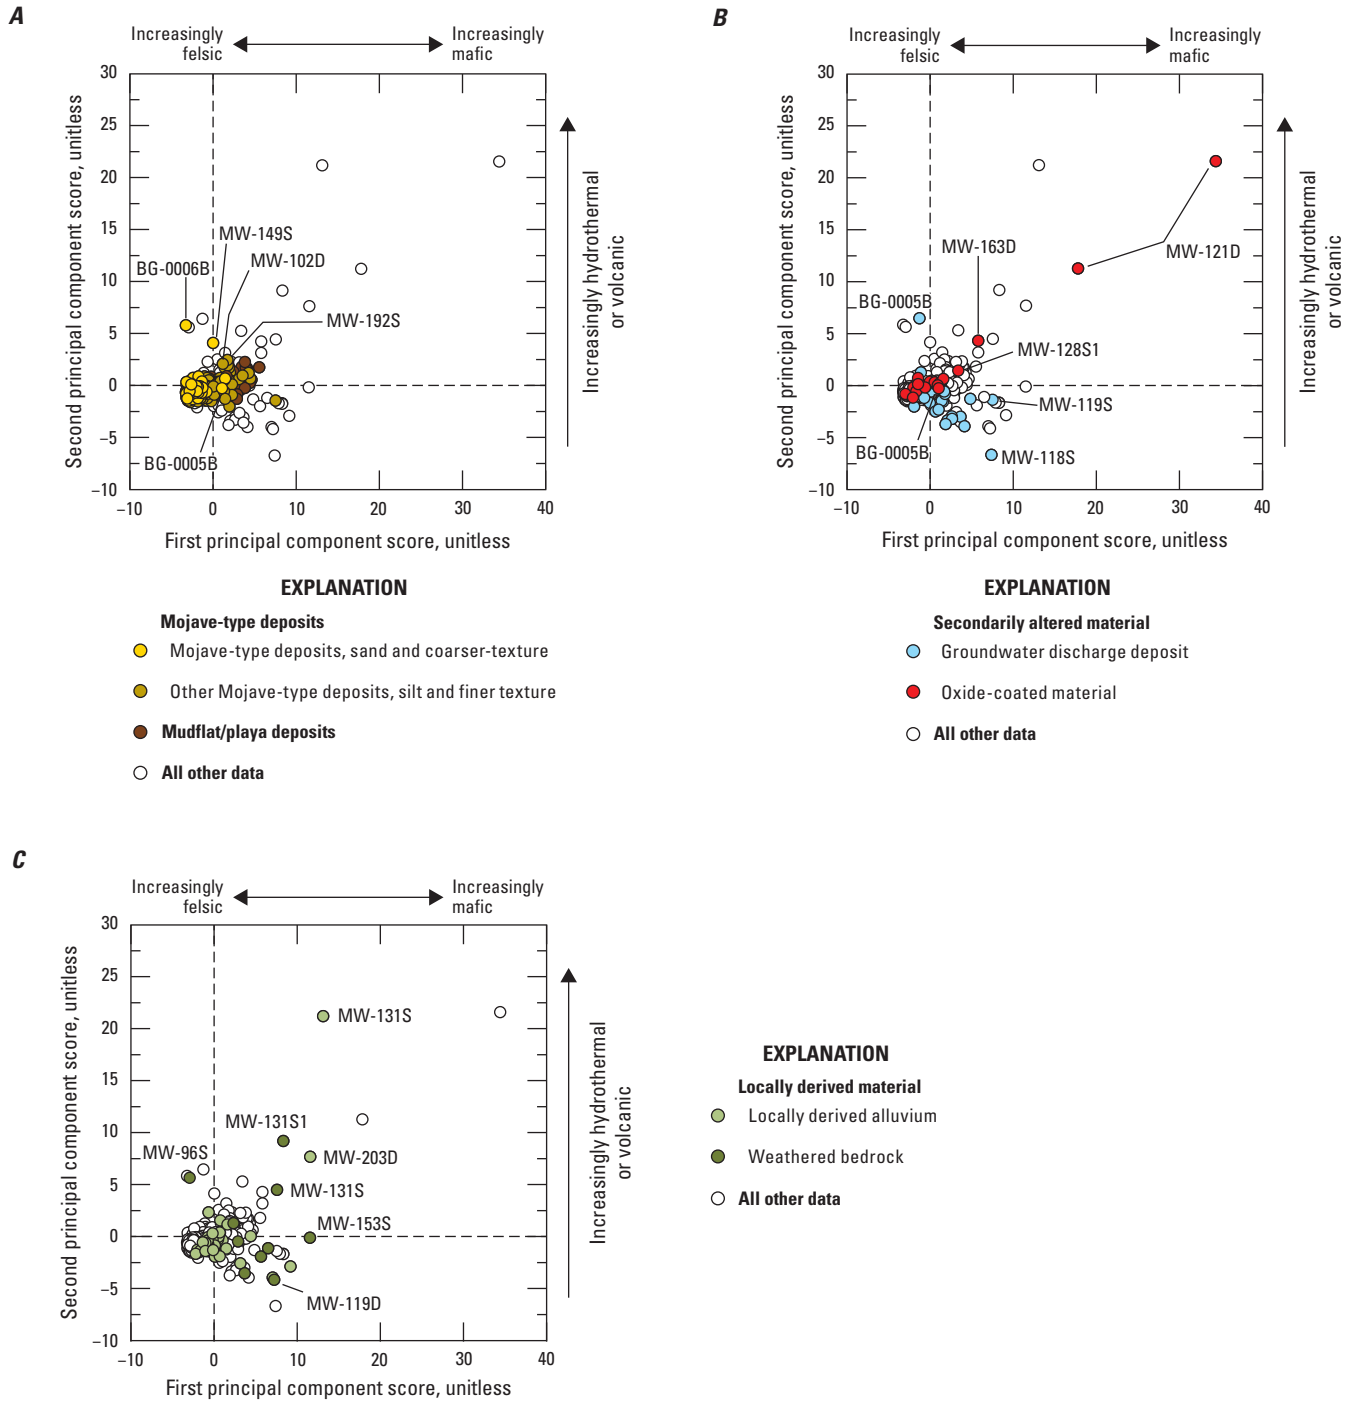 A
Increasingly
felsic
Increasingly
mafic
30
25
20
15
10
5
0
−5
−10
Second principal component score, unitless
MW-149S
BG-0006B
MW-102D
MW-192S
BG-0005B
Increasingly hydrothermal
or volcanic
−10
0
10
20
30
40
First principal component score, unitless
EXPLANATION
Mojave-type deposits
Mojave-type deposits, sand and coarser-texture
Other Mojave-type deposits, silt and finer texture
Mudflat/playa deposits
All other data
B
Increasingly
felsic
Increasingly
mafic
30
25
20
15
10
5
0
−5
−10
Second principal component score, unitless
MW-163D
MW-121D
BG-0005B
MW-128S1
MW-119S
BG-0005B
MW-118S
Increasingly hydrothermal
or volcanic
−10
0
10
20
30
40
First principal component score, unitless
EXPLANATION
Secondarily altered material
Groundwater discharge deposit
Oxide-coated material
All other data
C
Increasingly
felsic
Increasingly
mafic
30
25
20
15
10
5
0
−5
−10
Second principal component score, unitless
MW-131S
MW-131S1
MW-96S
MW-203D
MW-131S
MW-153S
MW-119D
Increasingly hydrothermal
or volcanic
−10
0
10
20
30
40
First principal component score, unitless
EXPLANATION
Locally derived material
Locally derived alluvium
Weathered bedrock
All other data